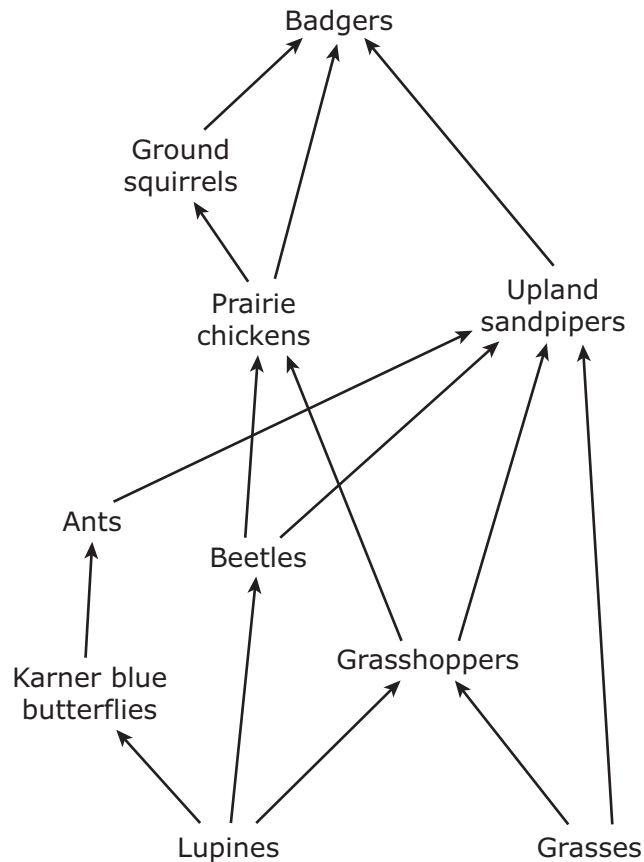 Badgers
Ground
squirrels
Prairie
chickens
Upland
sandpipers
Ants
Beetles
Grasshoppers
Karner blue
butterflies
Lupines
Grasses